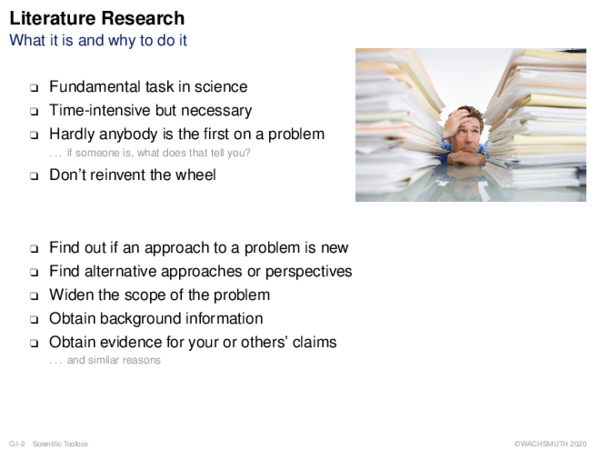 Literature Research
What it is and why to do it
❏ Fundamental task in science
❏ Time-intensive but necessary
❏ Hardly anybody is the first on a problem
... if someone is, what does that tell you?
❏ Don't reinvent the wheel
❏ Find out if an approach to a problem is new
❏ Find alternative approaches or perspectives
❏ Widen the scope of the problem
❏ Obtain background information
❏ Obtain evidence for your or others' claims
... and similar reasons
G:I-2 Scientific Toolbox © WACHSMUTH 2020